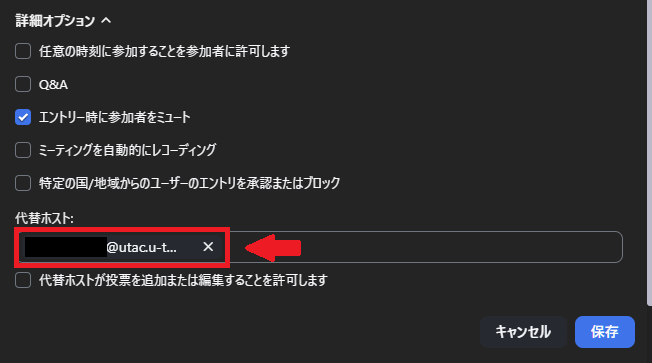 詳細オプション
任意の時刻に参加することを参加者に許可します
Q&A
エントリー時に参加者をミュート
ミーティングを自動的にレコーディング
特定の国/地域からのユーザーのエントリを承認またはブロック
代替ホスト:
@utac.u-t...
代替ホストが投票を追加または編集することを許可します
キャンセル 保存